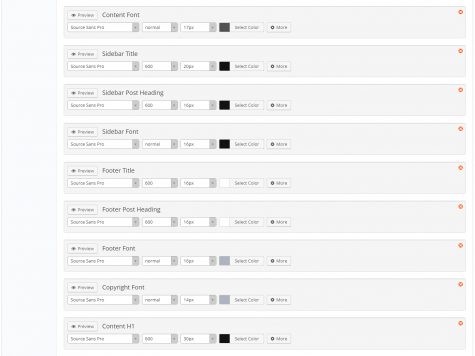 Preview Content Font
Source Sans Pro normal 17px Select Color More
Preview Sidebar Title
Source Sans Pro 600 20px Select Color More
Preview Sidebar Post Heading
Source Sans Pro 600 16px Select Color More
Preview Sidebar Font
Source Sans Pro normal 16px Select Color More
Preview Footer Title
Source Sans Pro 600 16px Select Color More
Preview Footer Post Heading
Source Sans Pro 600 16px Select Color More
Preview Footer Font
Source Sans Pro normal 16px Select Color More
Preview Copyright Font
Source Sans Pro normal 14px Select Color More
Preview Content H1
Source Sans Pro 600 30px Select Color More